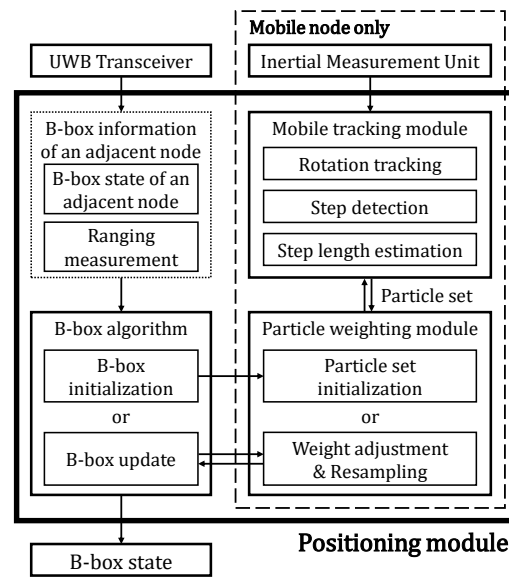 Mobile node only
UWB Transceiver
Inertial Measurement Unit
B-box information
of an adjacent node
B-box state of an
adjacent node
Ranging
measurement
Mobile tracking module
Rotation tracking
Step detection
Step length estimation
Particle set
B-box algorithm
B-box
initialization
or
B-box update
Particle weighting module
Particle set
initialization
or
Weight adjustment
& Resampling
Positioning module
B-box state